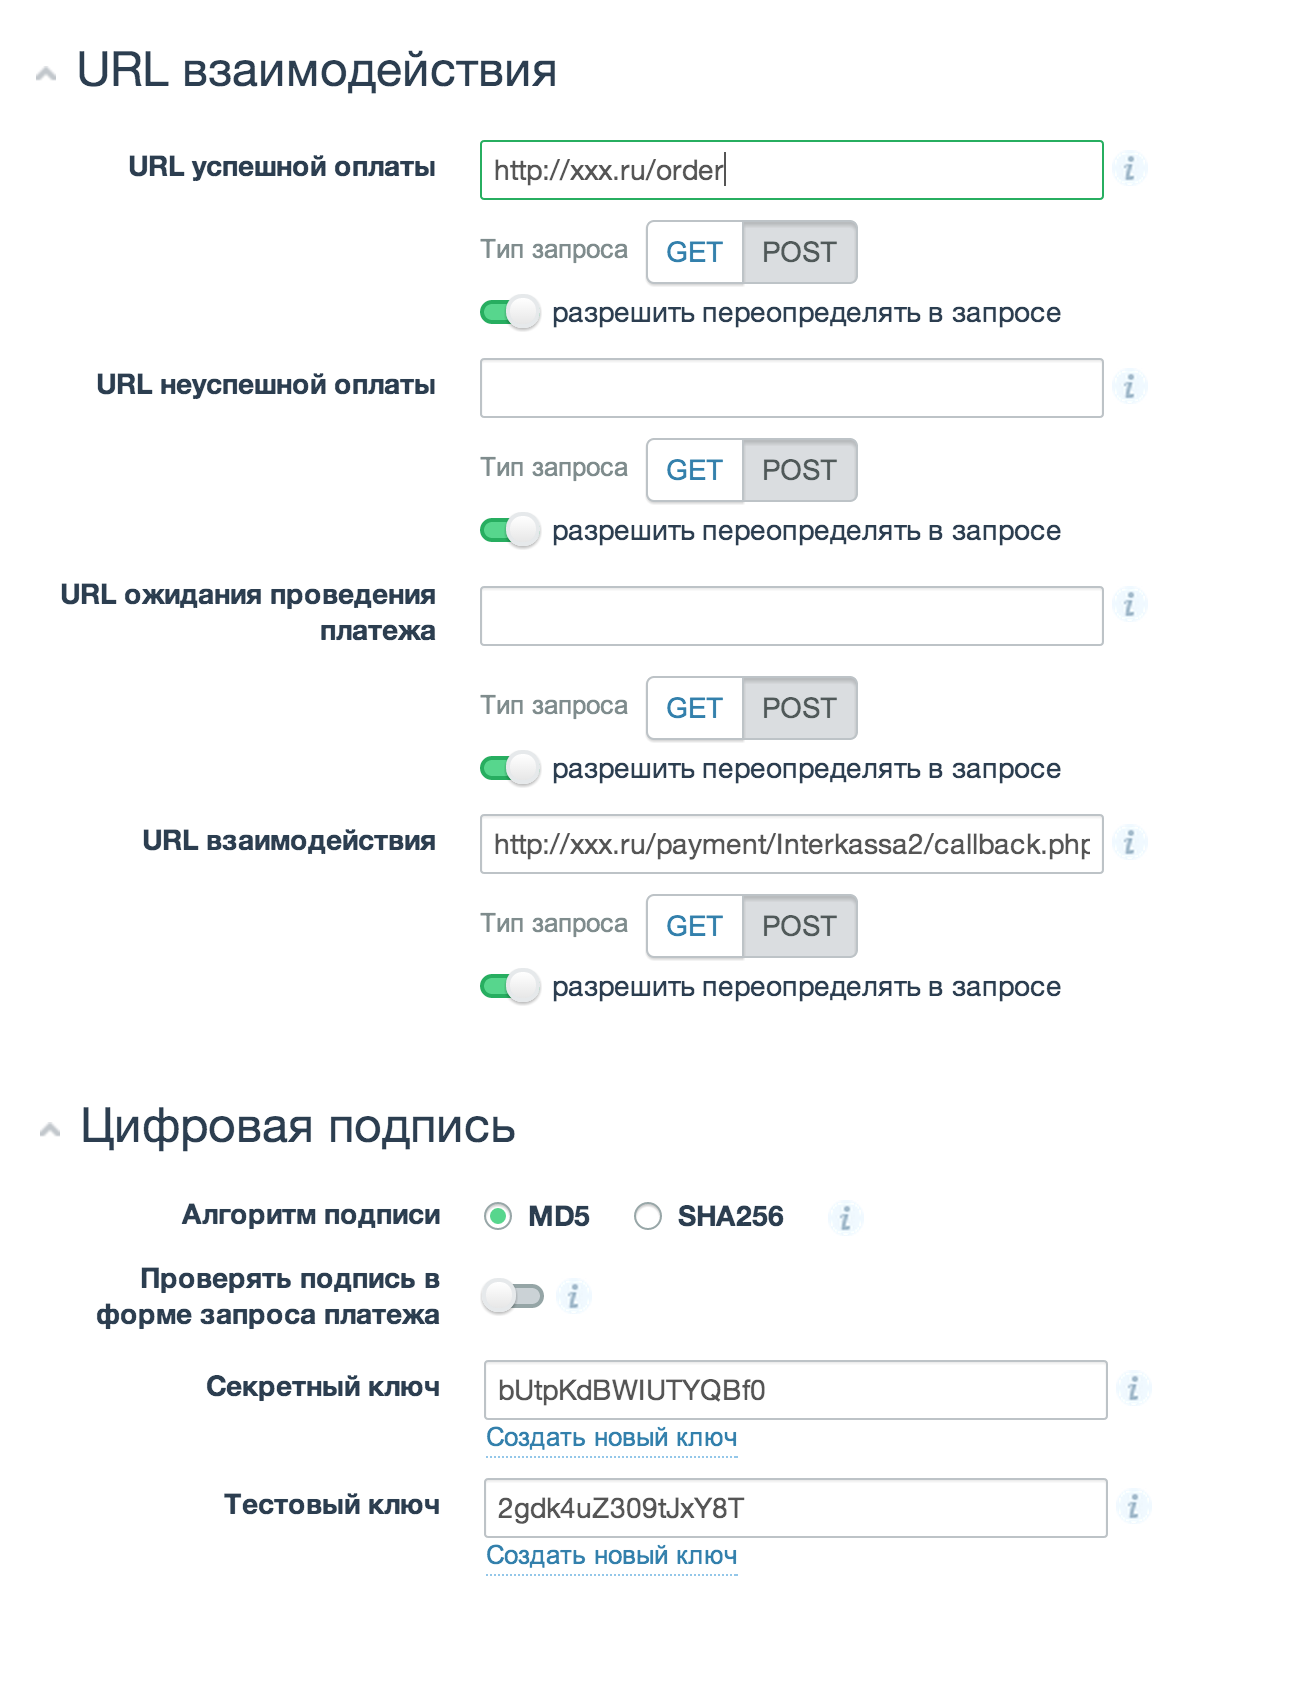 URL взаимодействия
URL успешной оплаты
http://xxx.ru/order
Тип запроса GET POST
разрешить переопределять в запросе
URL неуспешной оплаты
Тип запроса GET POST
разрешить переопределять в запросе
URL ожидания проведения
платежа
Тип запроса GET POST
разрешить переопределять в запросе
URL взаимодействия
http://xxx.ru/payment/Interkassa2/callback.php
Тип запроса GET POST
разрешить переопределять в запросе
Цифровая подпись
Алгоритм подписи MD5 SHA256
Проверять подпись в
форме запроса платежа
Секретный ключ
bUtpKdBWIUTYQBf0
Создать новый ключ
Тестовый ключ
2gdk4uZ309tJxY8T
Создать новый ключ